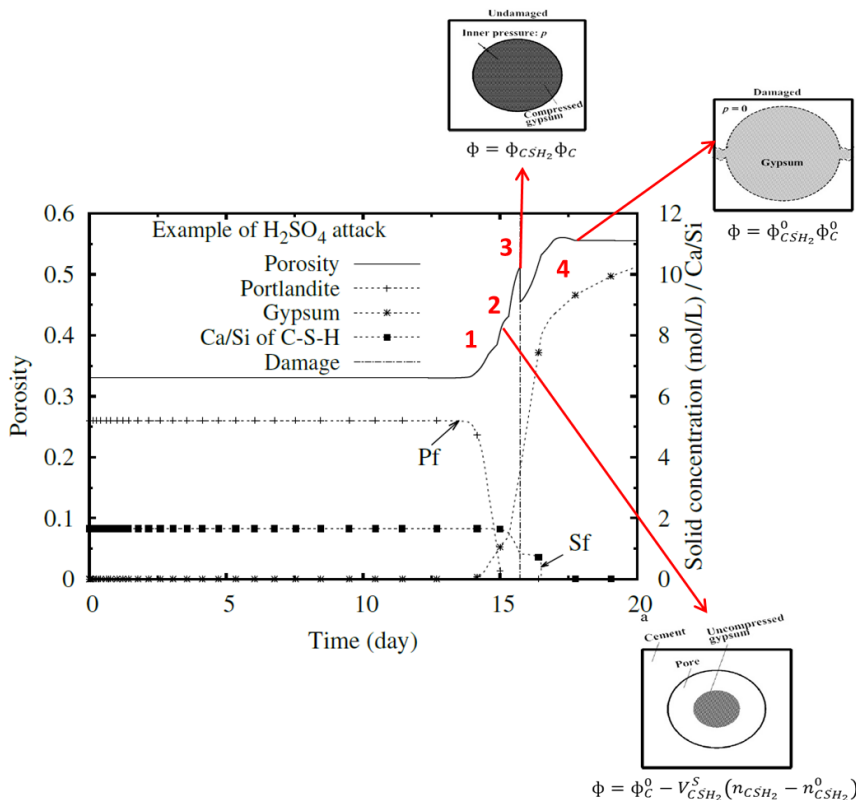 Undamaged
Inner pressure: p
Compressed
gypsum
ϕ = ϕ_{CS̄H₂} ϕ_C
Damaged
p = 0
Gypsum
ϕ = ϕ⁰_{CS̄H₂} ϕ⁰_C
Example of H₂SO₄ attack
Porosity
Portlandite
Gypsum
Ca/Si of C-S-H
Damage
1
2
3
4
Pf
Sf
0.6
0.5
0.4
0.3
0.2
0.1
0
Porosity
12
10
8
6
4
2
0
Solid concentration (mol/L) / Ca/Si
0
5
10
15
20
Time (day)
a
Cement
Pore
Uncompressed
gypsum
ϕ = ϕ⁰_C − V^S_{CS̄H₂}(n_{CS̄H₂} − n⁰_{CS̄H₂})